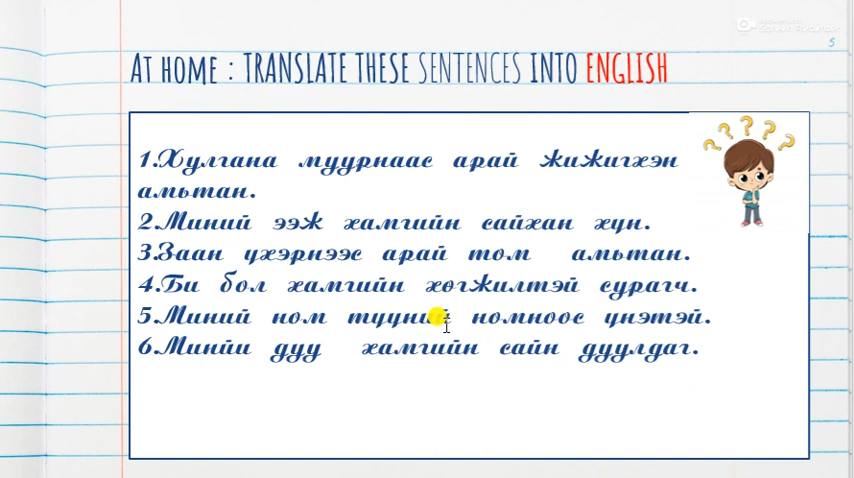 5
At home : TRANSLATE THESE SENTENCES INTO ENGLISH
1.Хулгана муурнаас арай жижигхэн
амьтан.
2.Миний ээж хамгийн сайхан хүн.
3.Заан үхэрнээс арай том амьтан.
4.Би бол хамгийн хөгжилтэй сурагч.
5.Миний ном түүний номноос үнэтэй.
6.Минйи дүү хамгийн сайн дуулдаг.